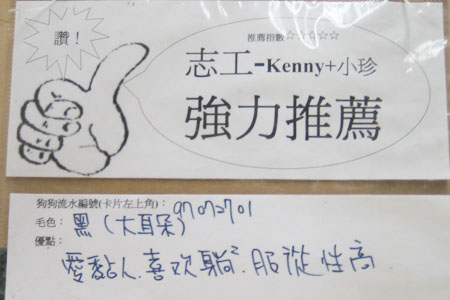 讚！
推薦指數☆☆☆☆☆
志工-Kenny+小珍
強力推薦
狗狗流水編號(卡片左上角)：97072701
毛色：黑（大耳朵）
優點：
愛黏人.喜欢躺².服從性高